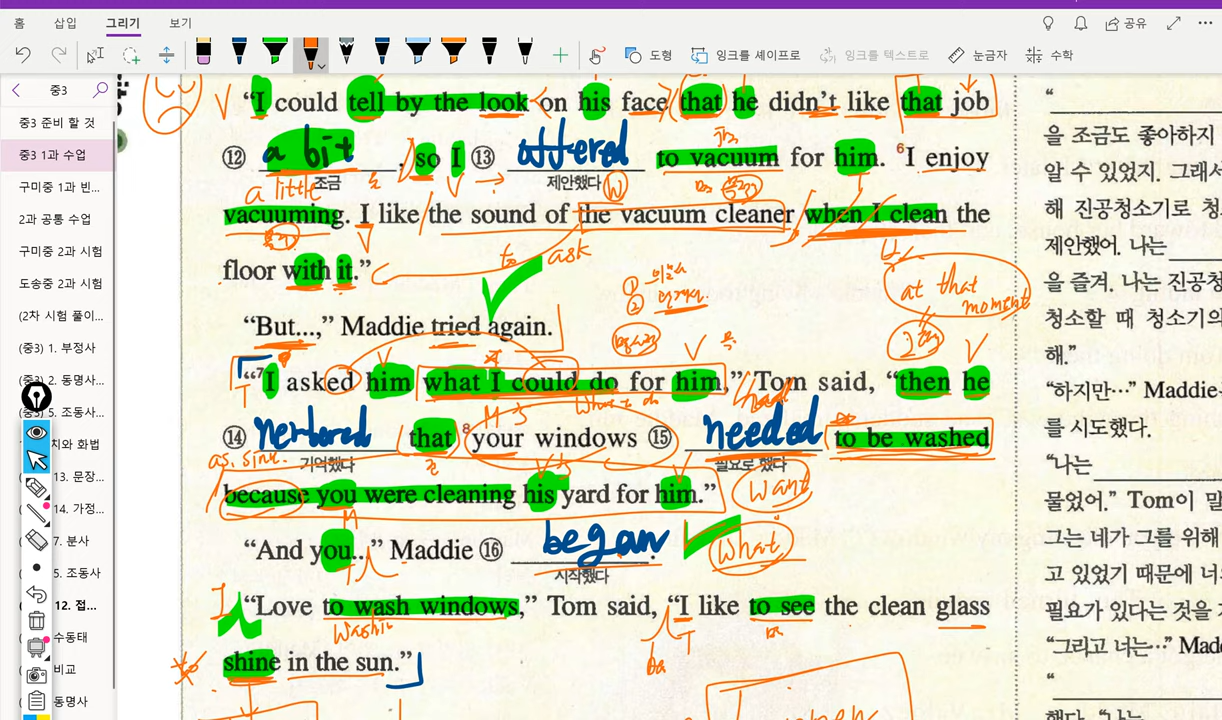 홈 삽입 그리기 보기
공유
도형 잉크를 셰이프로 잉크를 텍스트로 눈금자 수학
중3
중3 준비 할 것
중3 1과 수업
구미중 1과 빈...
2과 공통 수업
구미중 2과 시험
도송중 2과 시험
(2차 시험 풀이...
(중3) 1. 부정사
(중3) 2. 동명사...
(중3) 5. 조동사...
치와 화법
13. 문장...
14. 가정...
7. 분사
5. 조동사
12. 접...
수동태
비교
동명사
“I could tell by the look on his face that he didn’t like that job
⑫ a bit , so I ⑬ offered to vacuum for him. ⁶I enjoy
a little 조금 제안했다
vacuuming. I like the sound of the vacuum cleaner when I clean the
floor with it.”
ask
at that moment
“But...,” Maddie tried again.
“⁷I asked him what I could do for him,” Tom said, “then he
What to do
had
⑭ remembered that ⁸your windows ⑮ needed to be washed
as. since. 기억했다 필요로 했다
because you were cleaning his yard for him.”
want
“And you...” Maddie ⑯ began.
시작했다
what
“Love to wash windows,” Tom said, “I like to see the clean glass
shine in the sun.”
“
을 조금도 좋아하지
알 수 있었지. 그래서
해 진공청소기로 청
제안했어. 나는
을 즐겨. 나는 진공
청소할 때 청소기의
해.”
“하지만…” Maddie
를 시도했다.
“나는
물었어.” Tom이 말
그는 네가 그를 위해
고 있었기 때문에 너
필요가 있다는 것을
“그리고 너는…” Mad
“
했다. “나는